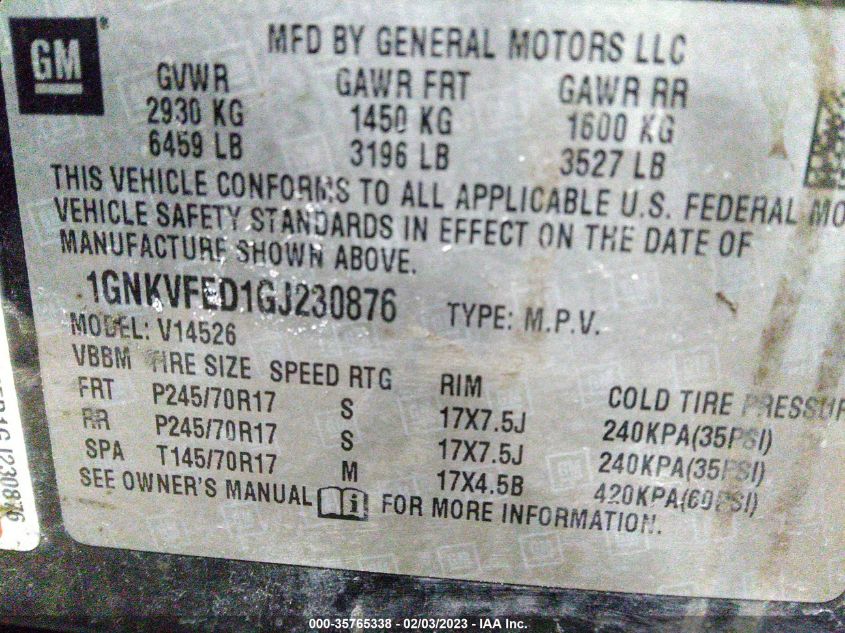 GM ® MFD BY GENERAL MOTORS LLC
GVWR GAWR FRT GAWR RR
2930 KG 1450 KG 1600 KG
6459 LB 3196 LB 3527 LB
THIS VEHICLE CONFORMS TO ALL APPLICABLE U.S. FEDERAL MO
VEHICLE SAFETY STANDARDS IN EFFECT ON THE DATE OF
MANUFACTURE SHOWN ABOVE.
1GNKVFED1GJ230876 TYPE: M.P.V.
MODEL: V14526
VBBM TIRE SIZE SPEED RTG RIM COLD TIRE PRESSUR
FRT P245/70R17 S 17X7.5J 240KPA(35PSI)
RR P245/70R17 S 17X7.5J 240KPA(35PSI)
SPA T145/70R17 M 17X4.5B 420KPA(60PSI)
SEE OWNER'S MANUAL FOR MORE INFORMATION.
000-35765338 - 02/03/2023 - IAA Inc.